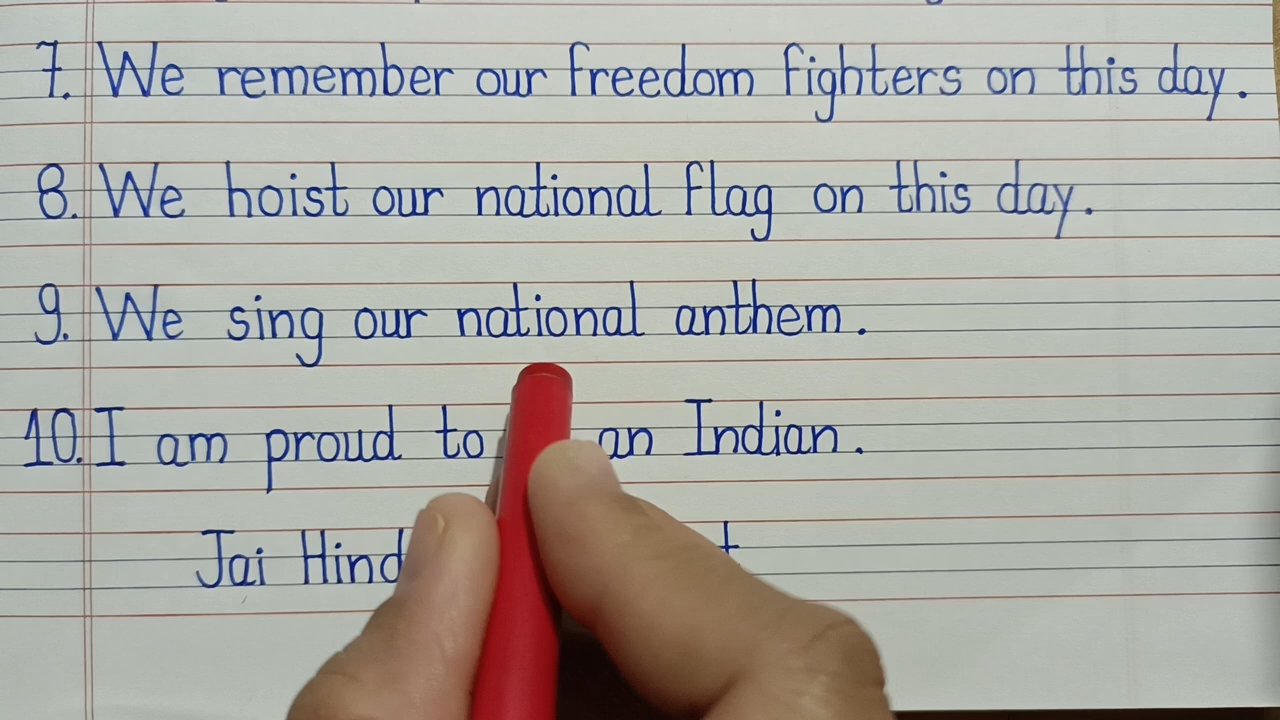 7. We remember our freedom fighters on this day.
8. We hoist our national flag on this day.
9. We sing our national anthem.
10. I am proud to an Indian.
Jai Hind